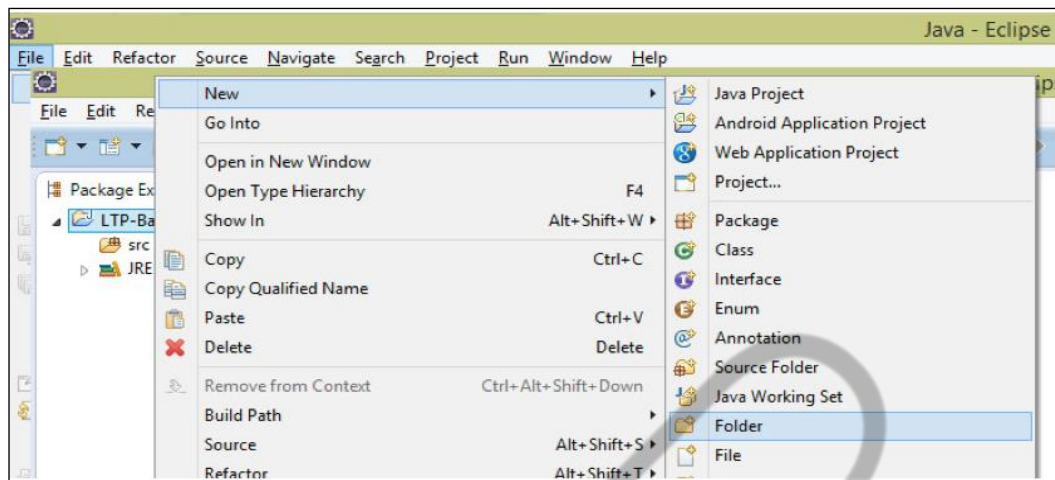 Java - Eclipse
File Edit Refactor Source Navigate Search Project Run Window Help
File Edit Re
Package Ex
LTP-Ba
src
JRE
New
Go Into
Open in New Window
Open Type Hierarchy F4
Show In Alt+Shift+W
Copy Ctrl+C
Copy Qualified Name
Paste Ctrl+V
Delete Delete
Remove from Context Ctrl+Alt+Shift+Down
Build Path
Source Alt+Shift+S
Refactor Alt+Shift+T
Java Project
Android Application Project
Web Application Project
Project...
Package
Class
Interface
Enum
Annotation
Source Folder
Java Working Set
Folder
File